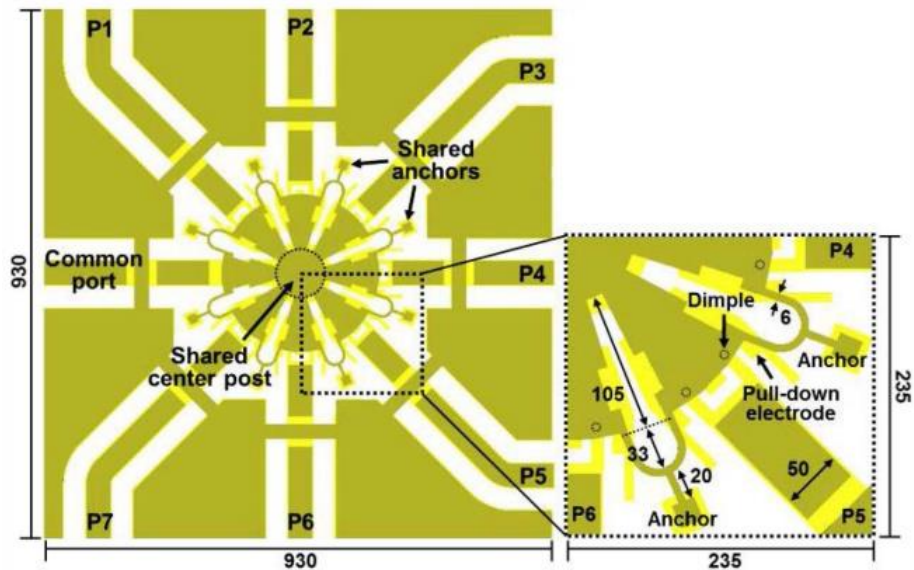 P1
P2
P3
Shared
anchors
Common
port
P4
930
Shared
center post
P5
P7
P6
930
P4
Dimple
6
Anchor
Pull-down
electrode
105
33
20
50
P6
Anchor
P5
235
235